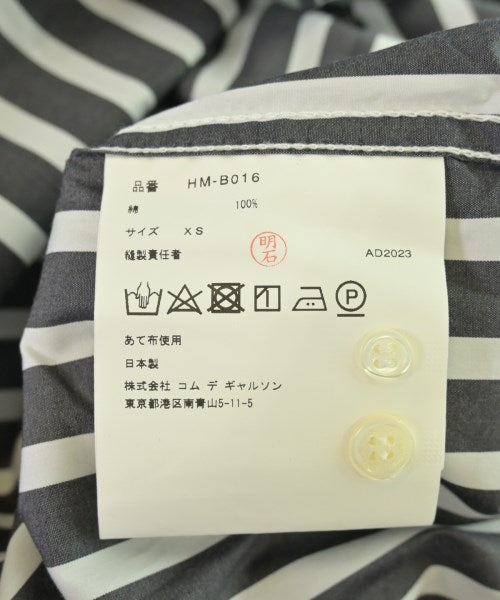 品番 HM-B016
綿 100%
サイズ XS
縫製責任者 明石 AD2023
P
あて布使用
日本製
株式会社 コム デ ギャルソン
東京都港区南青山5-11-5